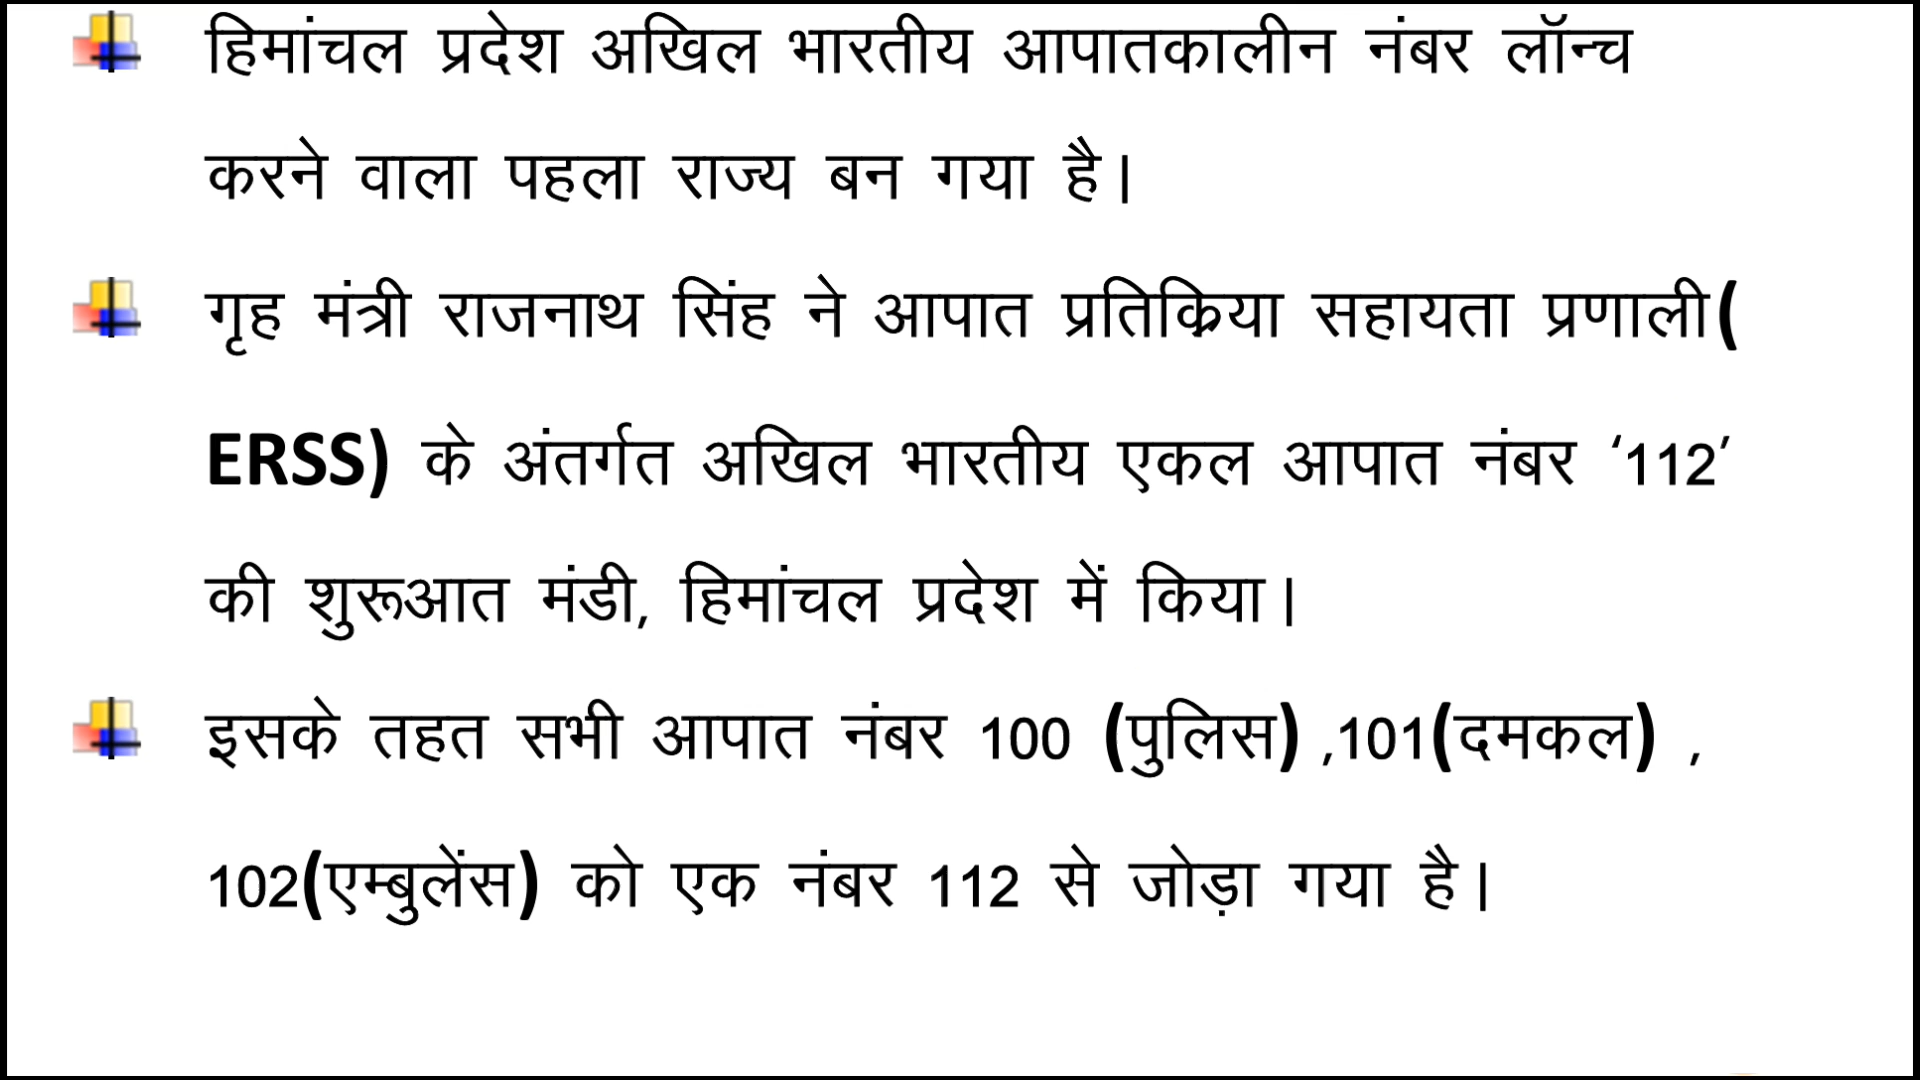 हिमांचल प्रदेश अखिल भारतीय आपातकालीन नंबर लॉन्च
करने वाला पहला राज्य बन गया है।
गृह मंत्री राजनाथ सिंह ने आपात प्रतिक्रिया सहायता प्रणाली(
ERSS) के अंतर्गत अखिल भारतीय एकल आपात नंबर ‘112’
की शुरूआत मंडी, हिमांचल प्रदेश में किया।
इसके तहत सभी आपात नंबर 100 (पुलिस) ,101(दमकल) ,
102(एम्बुलेंस) को एक नंबर 112 से जोड़ा गया है।